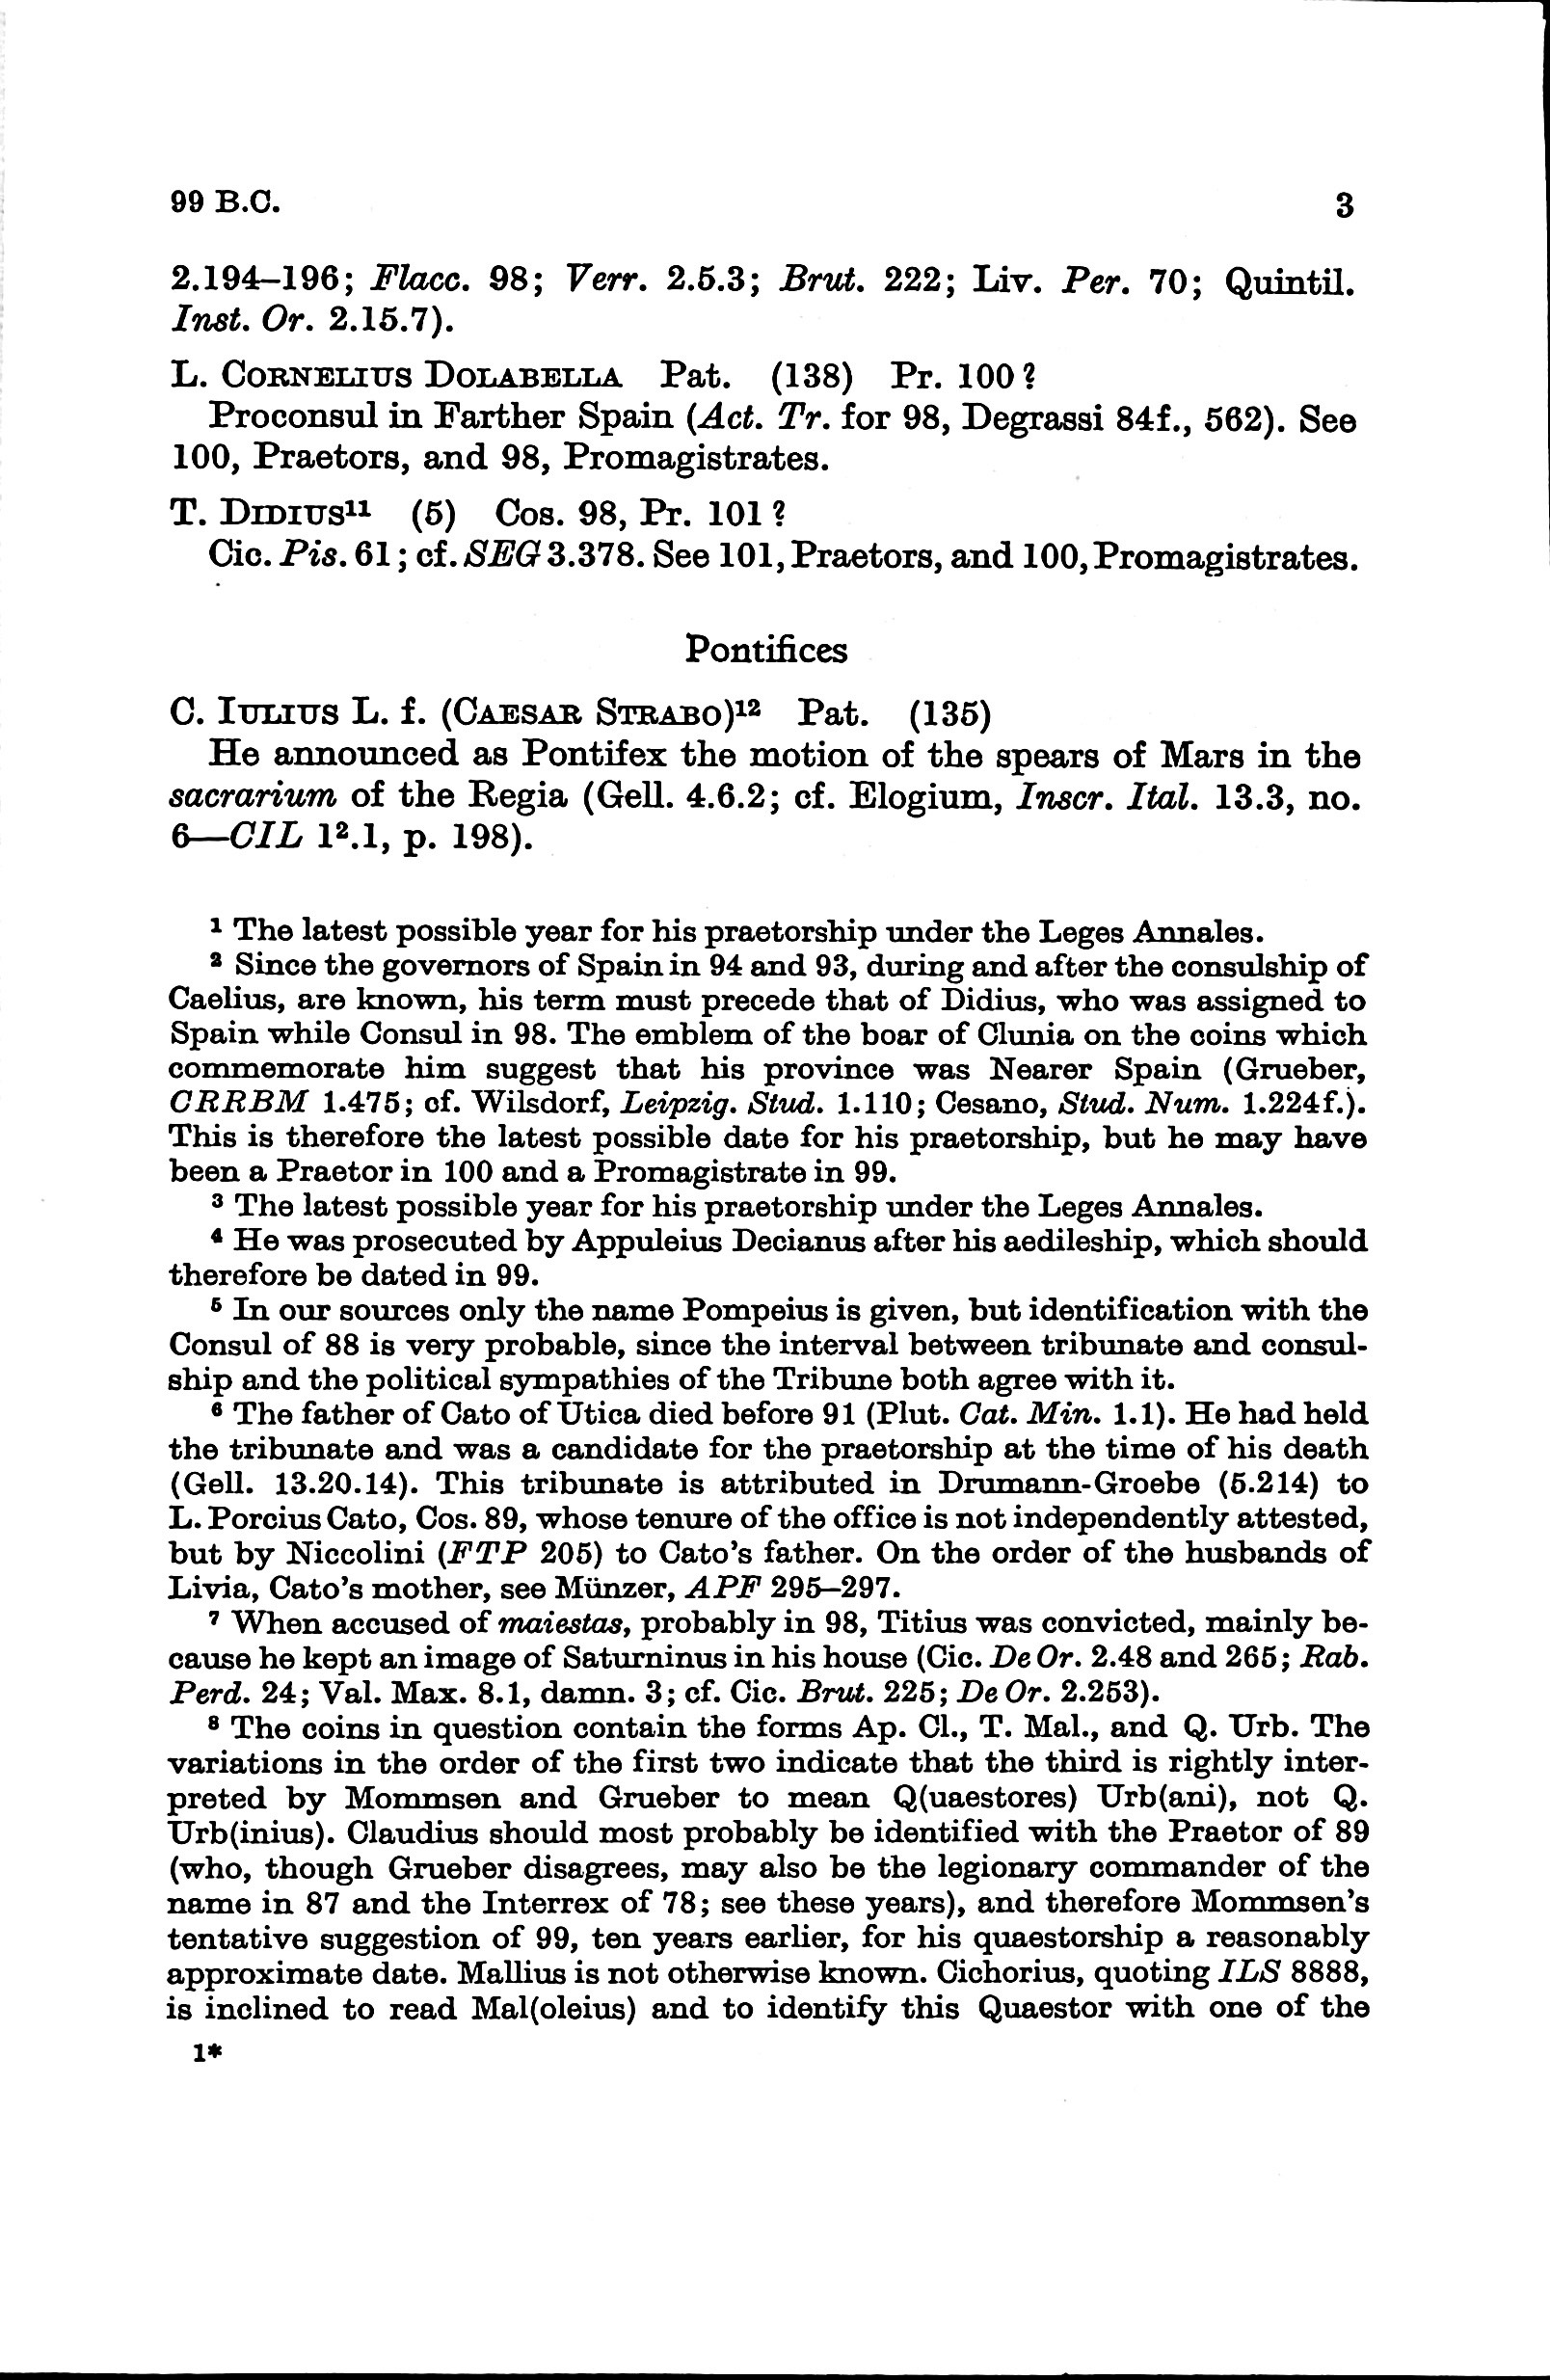 99 B.C. 3
2.194–196; Flacc. 98; Verr. 2.5.3; Brut. 222; Liv. Per. 70; Quintil.
Inst. Or. 2.15.7).
L. CORNELIUS DOLABELLA Pat. (138) Pr. 100?
Proconsul in Farther Spain (Act. Tr. for 98, Degrassi 84f., 562). See
100, Praetors, and 98, Promagistrates.
T. DIDIUS¹¹ (5) Cos. 98, Pr. 101?
Cic. Pis. 61; cf. SEG 3.378. See 101, Praetors, and 100, Promagistrates.
Pontifices
C. IULIUS L. f. (CAESAR STRABO)¹² Pat. (135)
He announced as Pontifex the motion of the spears of Mars in the
sacrarium of the Regia (Gell. 4.6.2; cf. Elogium, Inscr. Ital. 13.3, no.
6—CIL 1².1, p. 198).
¹ The latest possible year for his praetorship under the Leges Annales.
² Since the governors of Spain in 94 and 93, during and after the consulship of
Caelius, are known, his term must precede that of Didius, who was assigned to
Spain while Consul in 98. The emblem of the boar of Clunia on the coins which
commemorate him suggest that his province was Nearer Spain (Grueber,
CRRBM 1.475; cf. Wilsdorf, Leipzig. Stud. 1.110; Cesano, Stud. Num. 1.224f.).
This is therefore the latest possible date for his praetorship, but he may have
been a Praetor in 100 and a Promagistrate in 99.
³ The latest possible year for his praetorship under the Leges Annales.
⁴ He was prosecuted by Appuleius Decianus after his aedileship, which should
therefore be dated in 99.
⁵ In our sources only the name Pompeius is given, but identification with the
Consul of 88 is very probable, since the interval between tribunate and consul-
ship and the political sympathies of the Tribune both agree with it.
⁶ The father of Cato of Utica died before 91 (Plut. Cat. Min. 1.1). He had held
the tribunate and was a candidate for the praetorship at the time of his death
(Gell. 13.20.14). This tribunate is attributed in Drumann-Groebe (5.214) to
L. Porcius Cato, Cos. 89, whose tenure of the office is not independently attested,
but by Niccolini (FTP 205) to Cato's father. On the order of the husbands of
Livia, Cato's mother, see Münzer, APF 295–297.
⁷ When accused of maiestas, probably in 98, Titius was convicted, mainly be-
cause he kept an image of Saturninus in his house (Cic. De Or. 2.48 and 265; Rab.
Perd. 24; Val. Max. 8.1, damn. 3; cf. Cic. Brut. 225; De Or. 2.253).
⁸ The coins in question contain the forms Ap. Cl., T. Mal., and Q. Urb. The
variations in the order of the first two indicate that the third is rightly inter-
preted by Mommsen and Grueber to mean Q(uaestores) Urb(ani), not Q.
Urb(inius). Claudius should most probably be identified with the Praetor of 89
(who, though Grueber disagrees, may also be the legionary commander of the
name in 87 and the Interrex of 78; see these years), and therefore Mommsen's
tentative suggestion of 99, ten years earlier, for his quaestorship a reasonably
approximate date. Mallius is not otherwise known. Cichorius, quoting ILS 8888,
is inclined to read Mal(oleius) and to identify this Quaestor with one of the
1*